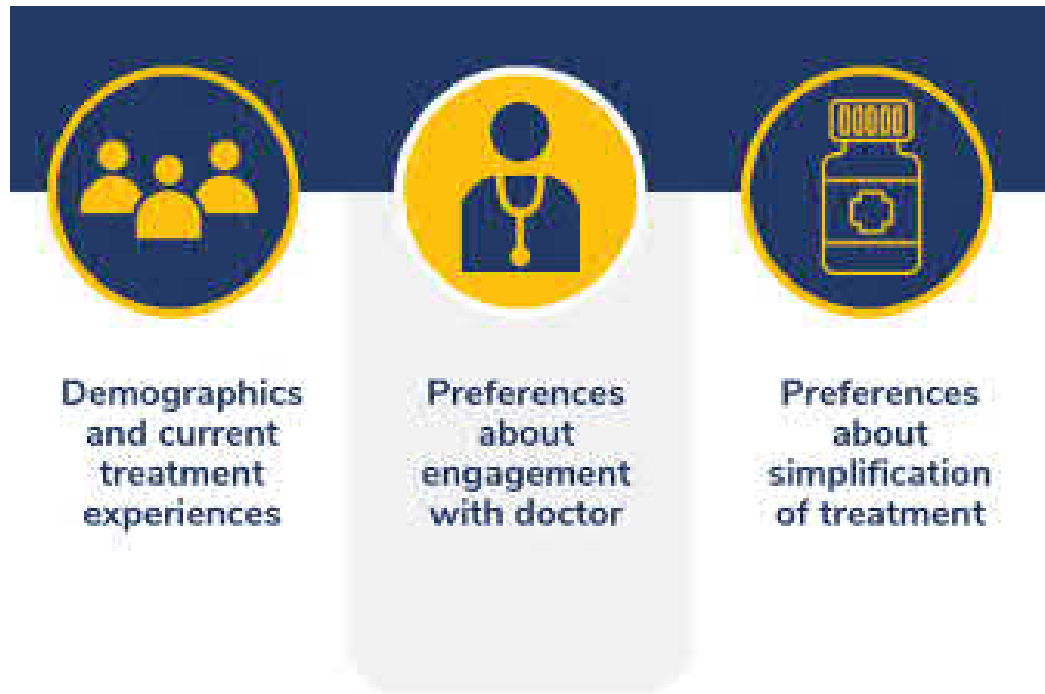 Demographics
and current
treatment
experiences
Preferences
about
engagement
with doctor
Preferences
about
simplification
of treatment